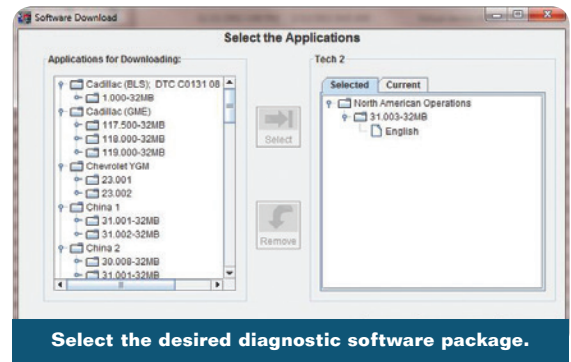 Software Download
Select the Applications
Applications for Downloading:
Cadillac (BLS); DTC C0131 08
1.000-32MB
Cadillac (GME)
117.500-32MB
118.000-32MB
119.000-32MB
Chevrolet YGM
23.001
23.002
China 1
31.001-32MB
31.002-32MB
China 2
30.008-32MB
31.001-32MB
Select
Remove
Tech 2
Selected Current
North American Operations
31.003-32MB
English
Select the desired diagnostic software package.